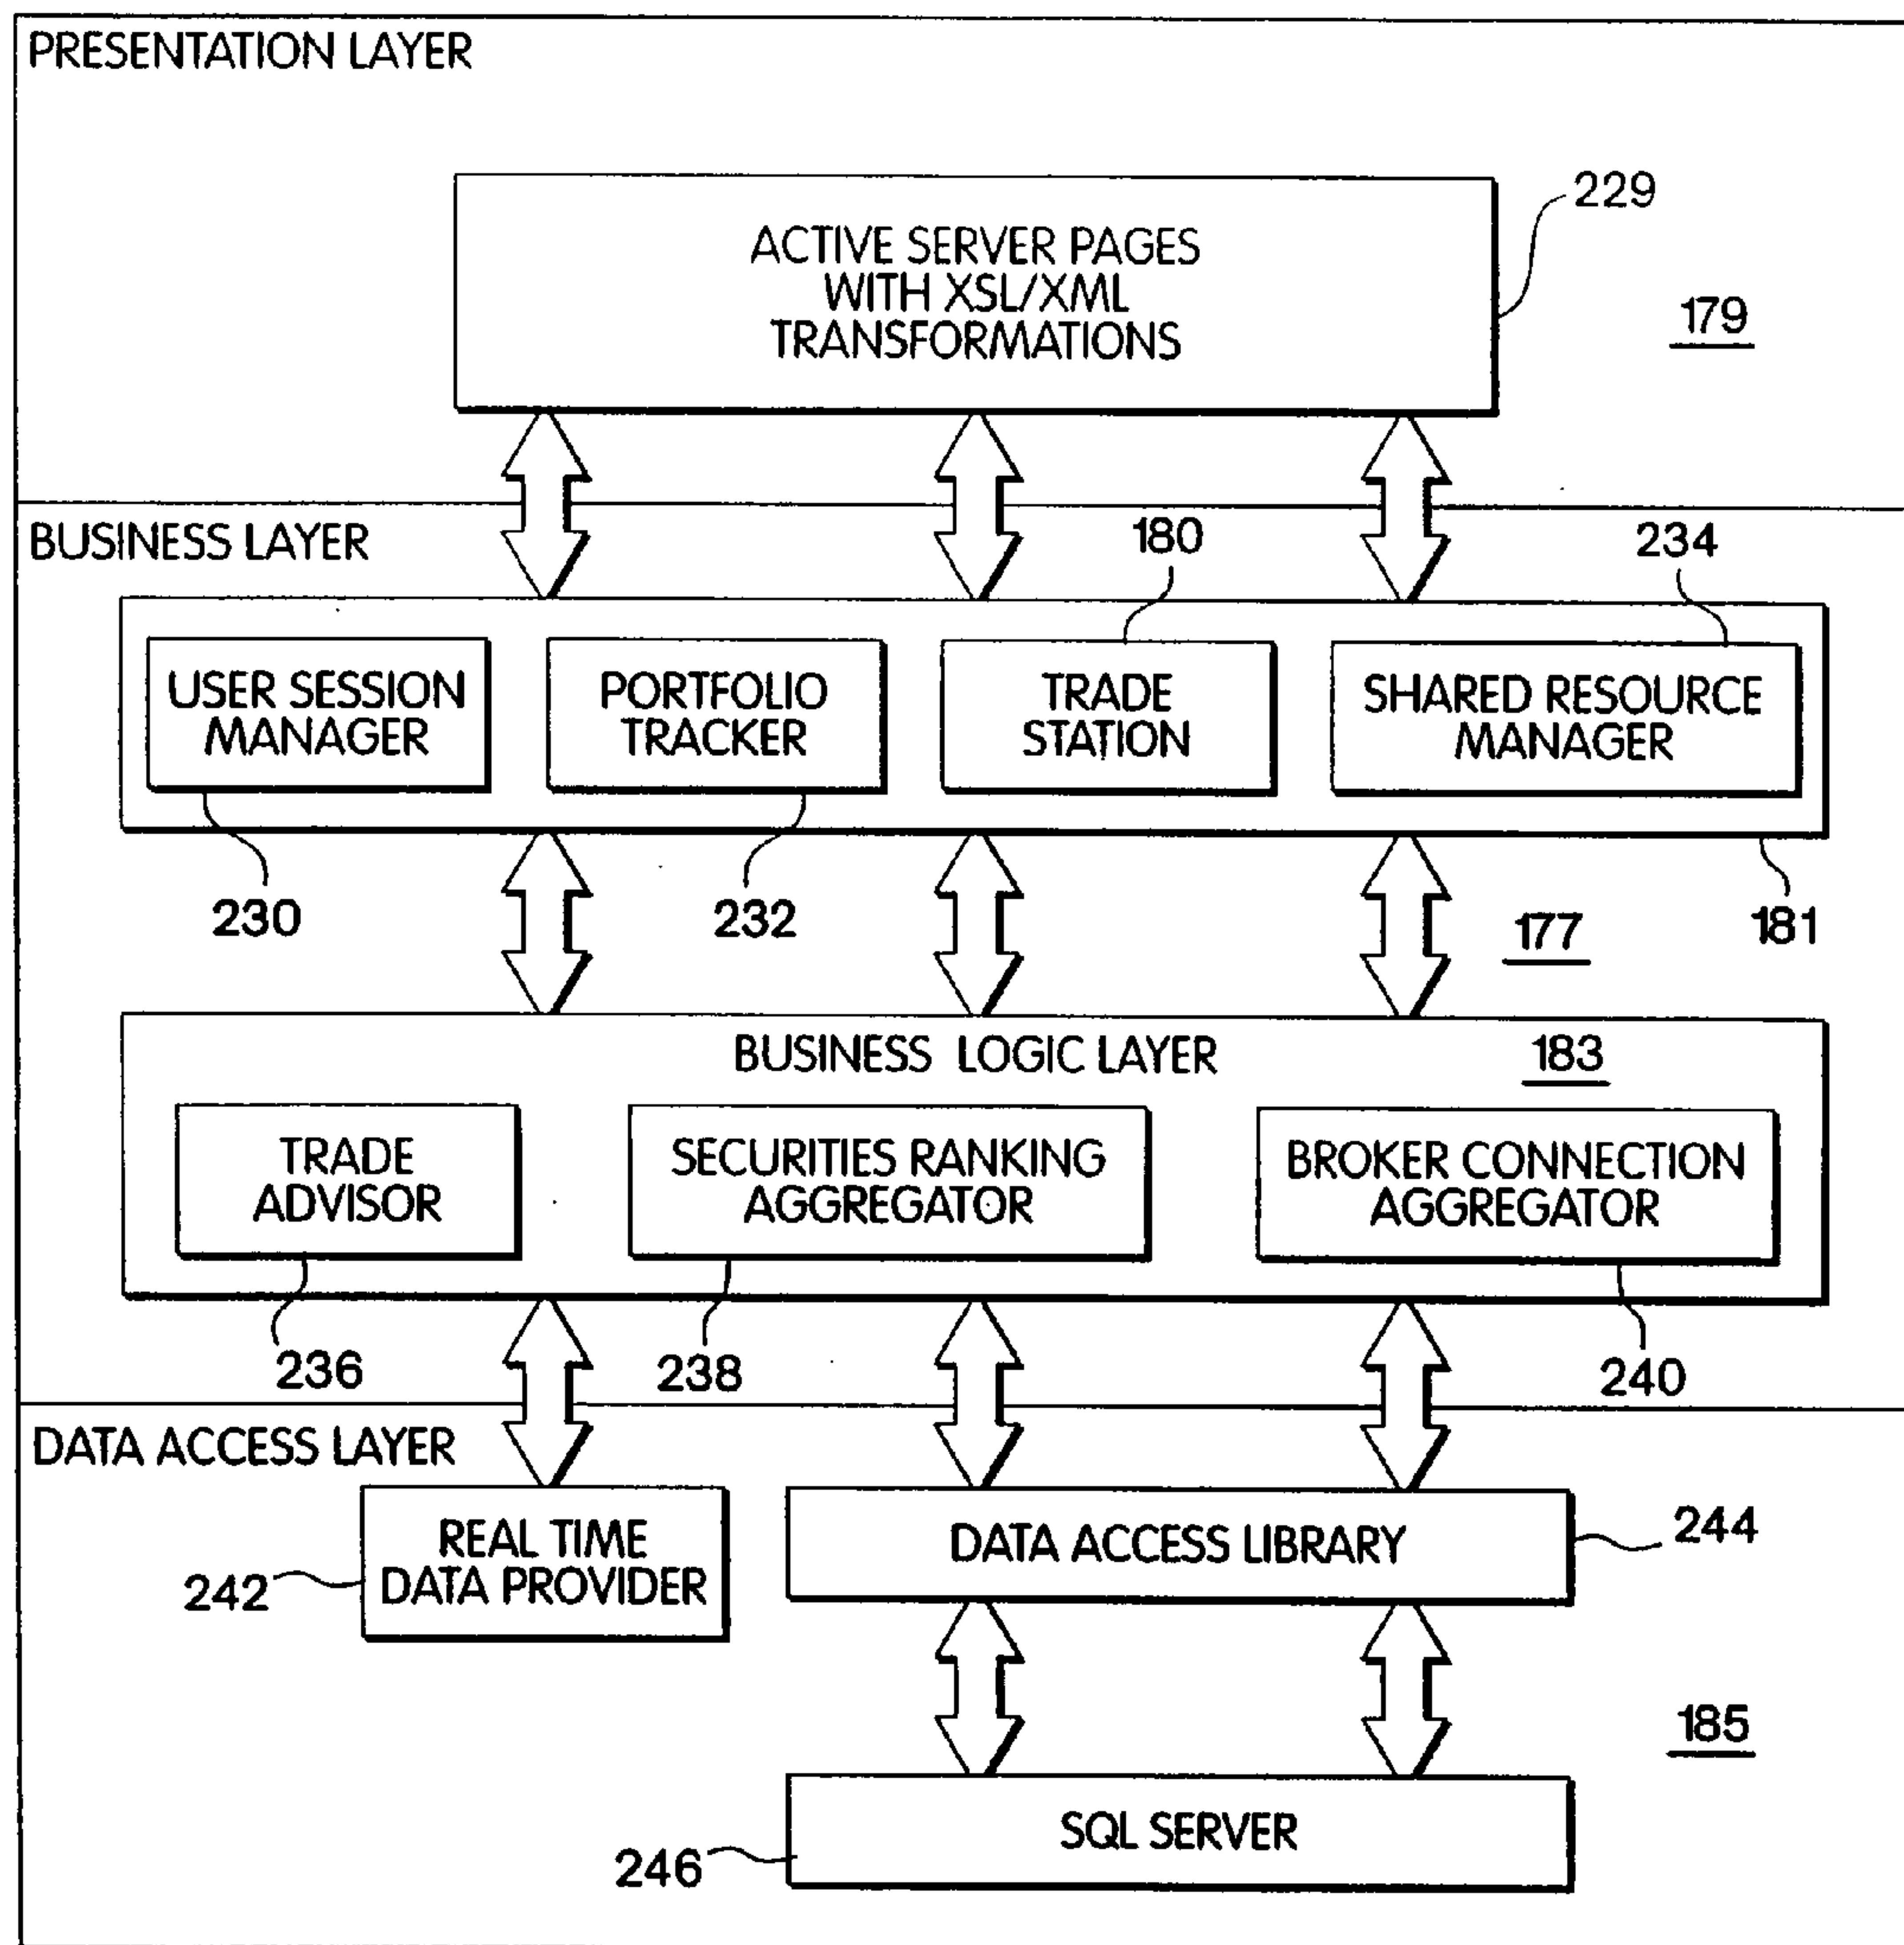 PRESENTATION LAYER
229
ACTIVE SERVER PAGES
WITH XSL/XML
TRANSFORMATIONS
179
BUSINESS LAYER
180
234
USER SESSION
MANAGER
PORTFOLIO
TRACKER
TRADE
STATION
SHARED RESOURCE
MANAGER
230
232
177
181
BUSINESS LOGIC LAYER
183
TRADE
ADVISOR
SECURITIES RANKING
AGGREGATOR
BROKER CONNECTION
AGGREGATOR
236
238
240
DATA ACCESS LAYER
REAL TIME
DATA PROVIDER
242
DATA ACCESS LIBRARY
244
185
SQL SERVER
246